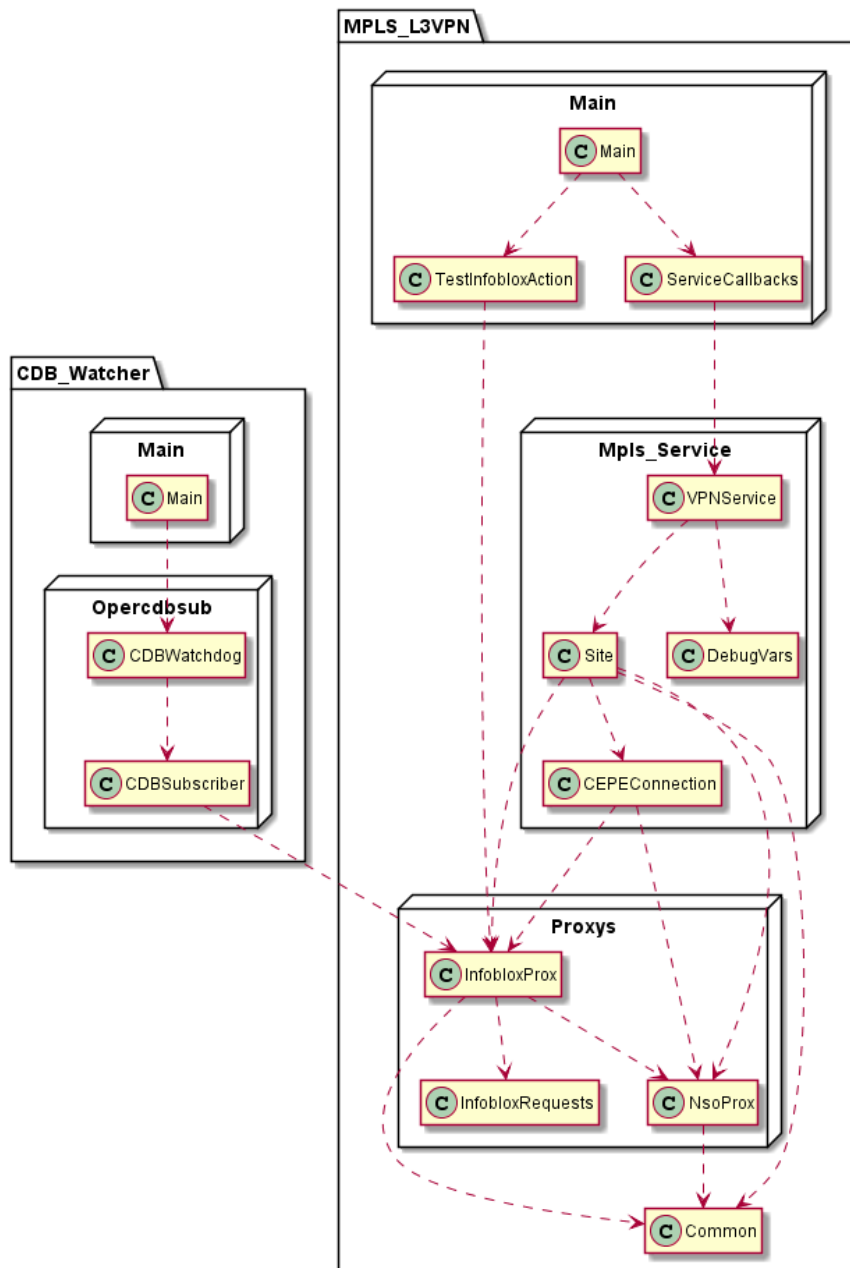 MPLS_L3VPN
Main
C Main
C TestInfobloxAction
C ServiceCallbacks
CDB_Watcher
Main
C Main
Opercdbsub
C CDBWatchdog
C CDBSubscriber
Mpls_Service
C VPNService
C Site
C DebugVars
C CEPEConnection
Proxys
C InfobloxProx
C InfobloxRequests
C NsoProx
C Common